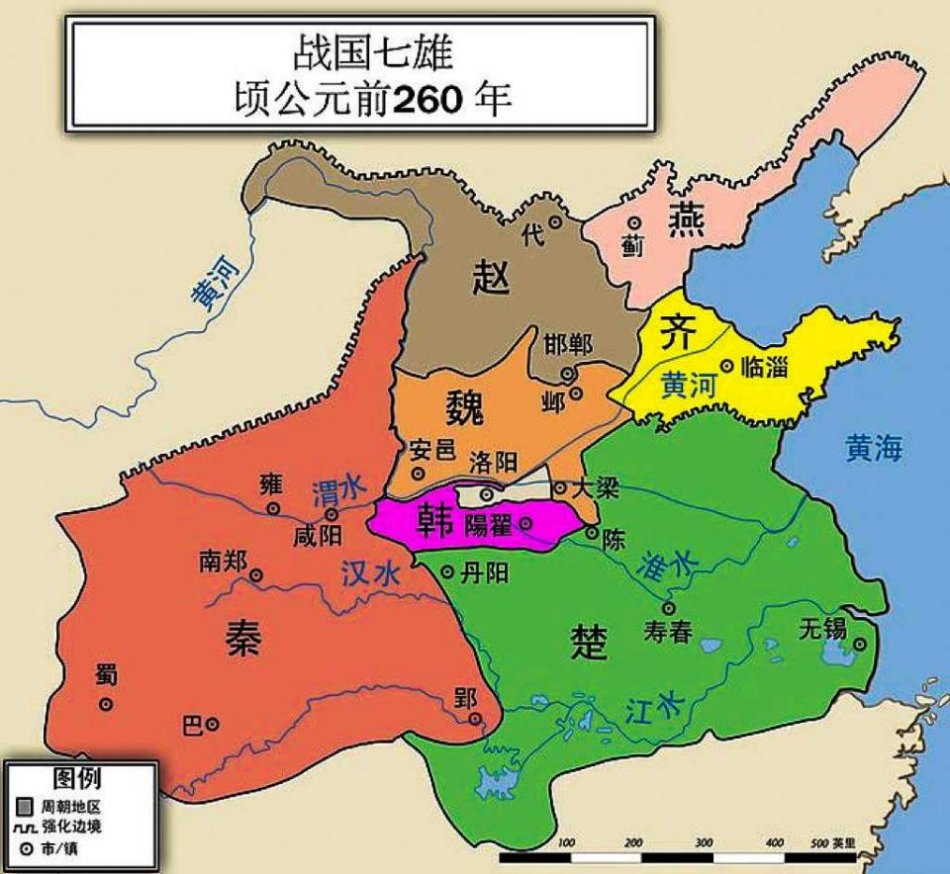 战国七雄
顷公元前260 年
燕
代
蓟
赵
黄河
齐
邯郸
临淄
黄河
魏
邺
黄海
安邑
洛阳
雍
渭水
大梁
咸阳
韩
陽翟
陈
南郑
汉水
丹阳
淮水
秦
楚
寿春
无锡
蜀
巴
郢
江水
图例
周朝地区
强化边境
市/镇
100 200 300 400 500 英里